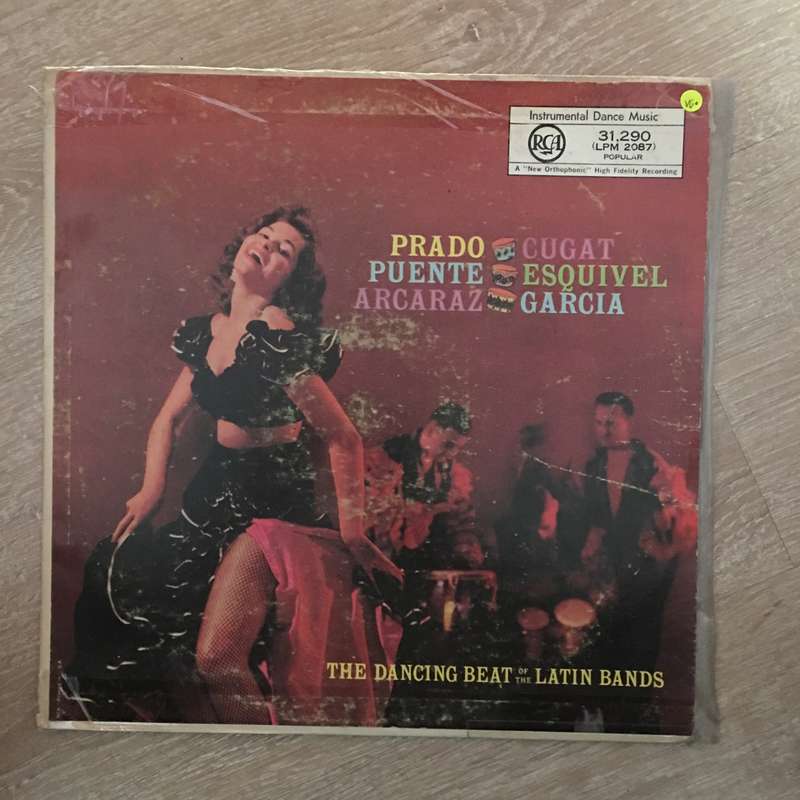 VG+
Instrumental Dance Music
RCA
31,290
(LPM 2087)
POPULAR
A "New Orthophonic" High Fidelity Recording
PRADO CUGAT
PUENTE ESQUIVEL
ARCARAZ GARCIA
THE DANCING BEAT OF THE LATIN BANDS